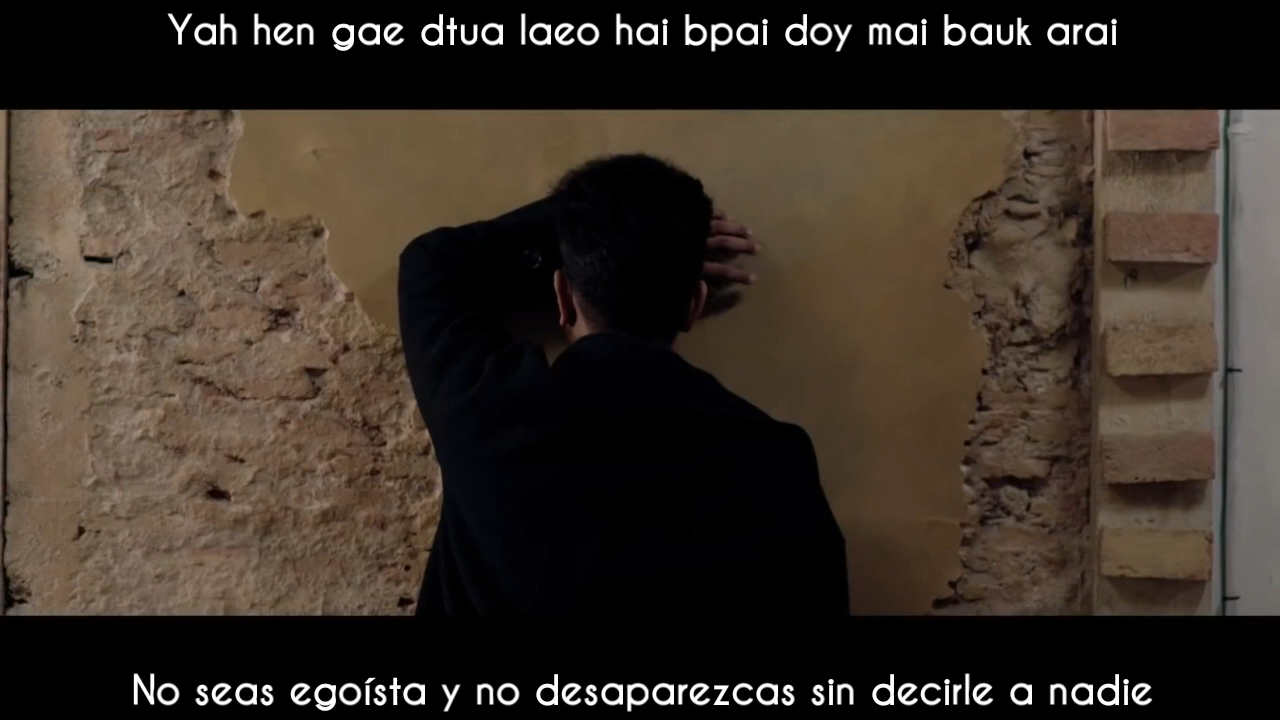 Yah hen gae dtua laeo hai bpai doy mai bauk arai
No seas egoísta y no desaparezcas sin decirle a nadie